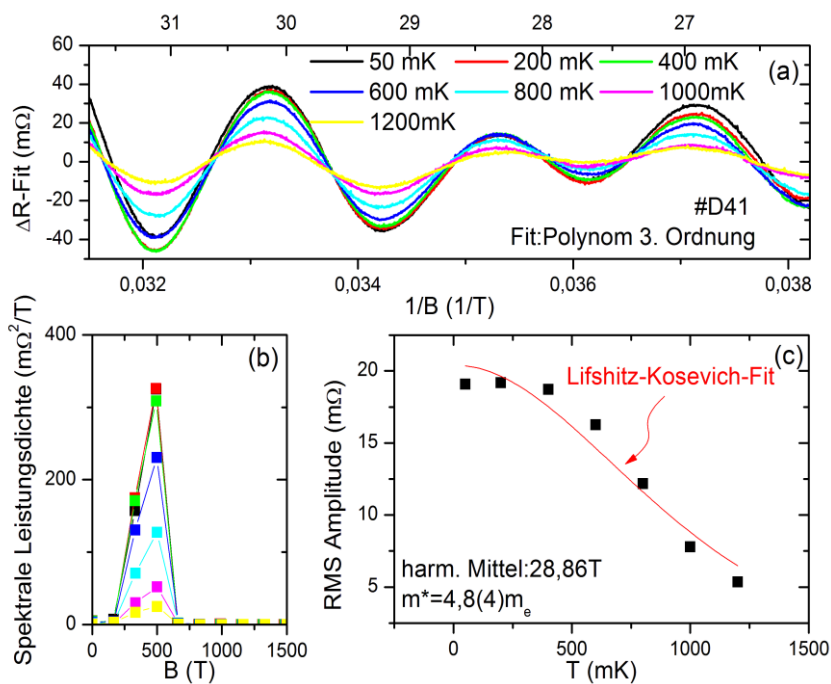 31 30 29 28 27
60
40
20
0
-20
-40
ΔR-Fit (mΩ)
50 mK 200 mK 400 mK
600 mK 800 mK 1000mK
1200mK
(a)
#D41
Fit:Polynom 3. Ordnung
0,032 0,034 0,036 0,038
1/B (1/T)
(b)
400
200
0
Spektrale Leistungsdichte (mΩ²/T)
0 500 1000 1500
B (T)
(c)
20
15
10
5
RMS Amplitude (mΩ)
Lifshitz-Kosevich-Fit
harm. Mittel:28,86T
m*=4,8(4)mₑ
0 500 1000 1500
T (mK)